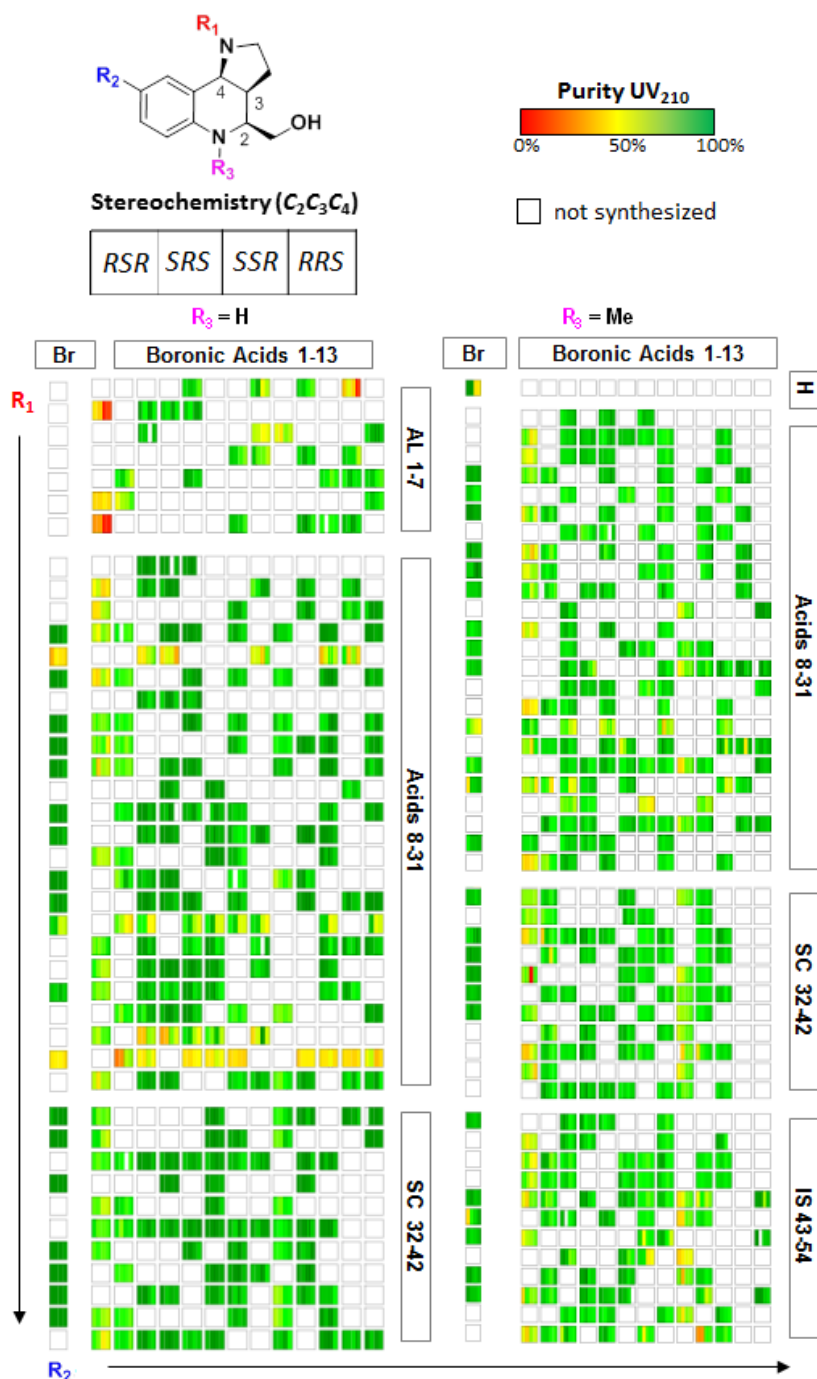 R1
N
R2
4
3
2
OH
N
R3
Purity UV210
0% 50% 100%
not synthesized
Stereochemistry (C2C3C4)
RSR SRS SSR RRS
R3 = H
R3 = Me
Br Boronic Acids 1-13
Br Boronic Acids 1-13
R1
AL 1-7
Acids 8-31
SC 32-42
H
Acids 8-31
SC 32-42
IS 43-54
R2